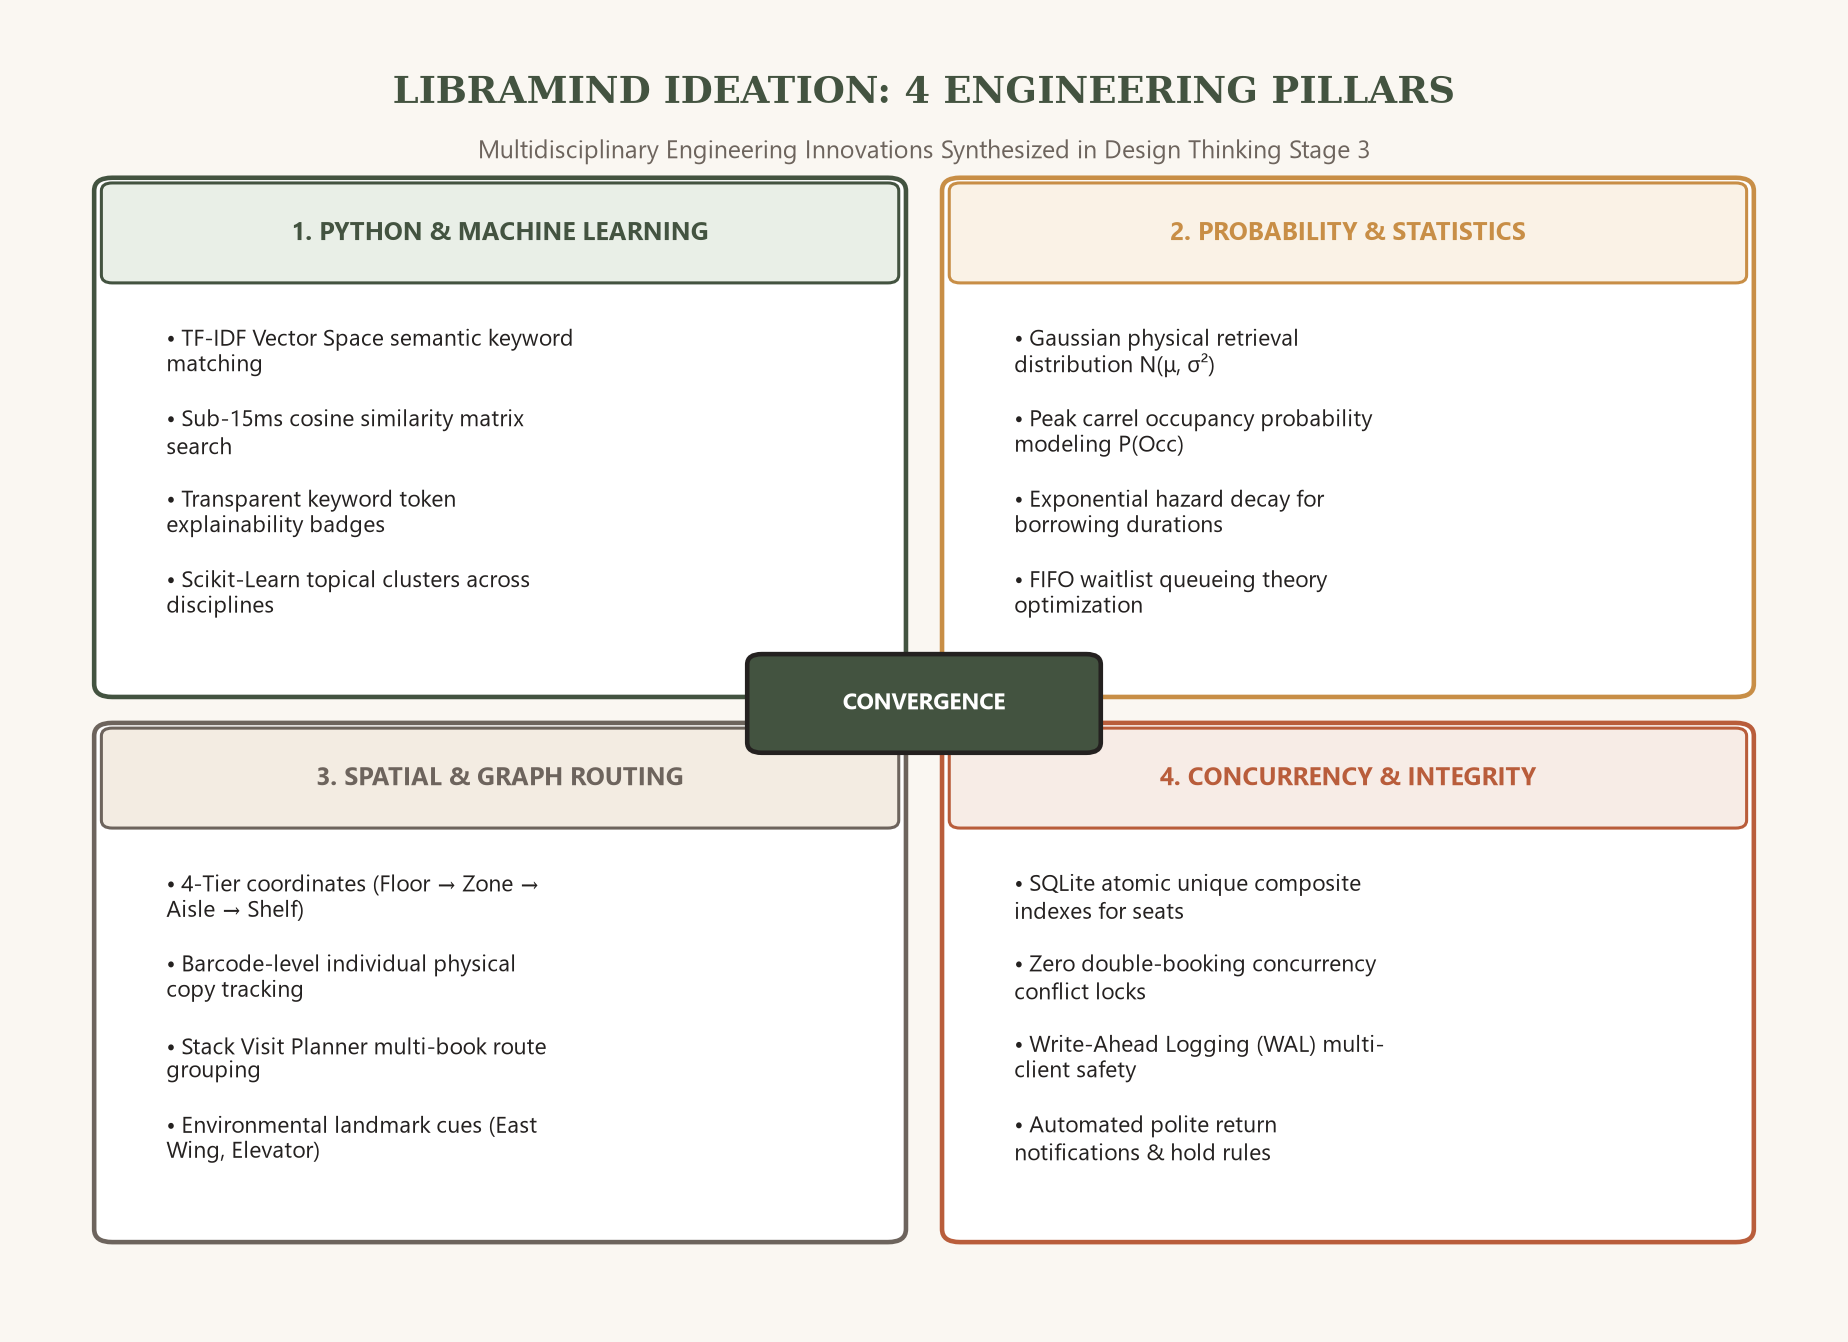 LIBRAMIND IDEATION: 4 ENGINEERING PILLARS
Multidisciplinary Engineering Innovations Synthesized in Design Thinking Stage 3
1. PYTHON & MACHINE LEARNING
• TF-IDF Vector Space semantic keyword
matching
• Sub-15ms cosine similarity matrix
search
• Transparent keyword token
explainability badges
• Scikit-Learn topical clusters across
disciplines
2. PROBABILITY & STATISTICS
• Gaussian physical retrieval
distribution N(μ, σ²)
• Peak carrel occupancy probability
modeling P(Occ)
• Exponential hazard decay for
borrowing durations
• FIFO waitlist queueing theory
optimization
CONVERGENCE
3. SPATIAL & GRAPH ROUTING
• 4-Tier coordinates (Floor → Zone →
Aisle → Shelf)
• Barcode-level individual physical
copy tracking
• Stack Visit Planner multi-book route
grouping
• Environmental landmark cues (East
Wing, Elevator)
4. CONCURRENCY & INTEGRITY
• SQLite atomic unique composite
indexes for seats
• Zero double-booking concurrency
conflict locks
• Write-Ahead Logging (WAL) multi-
client safety
• Automated polite return
notifications & hold rules